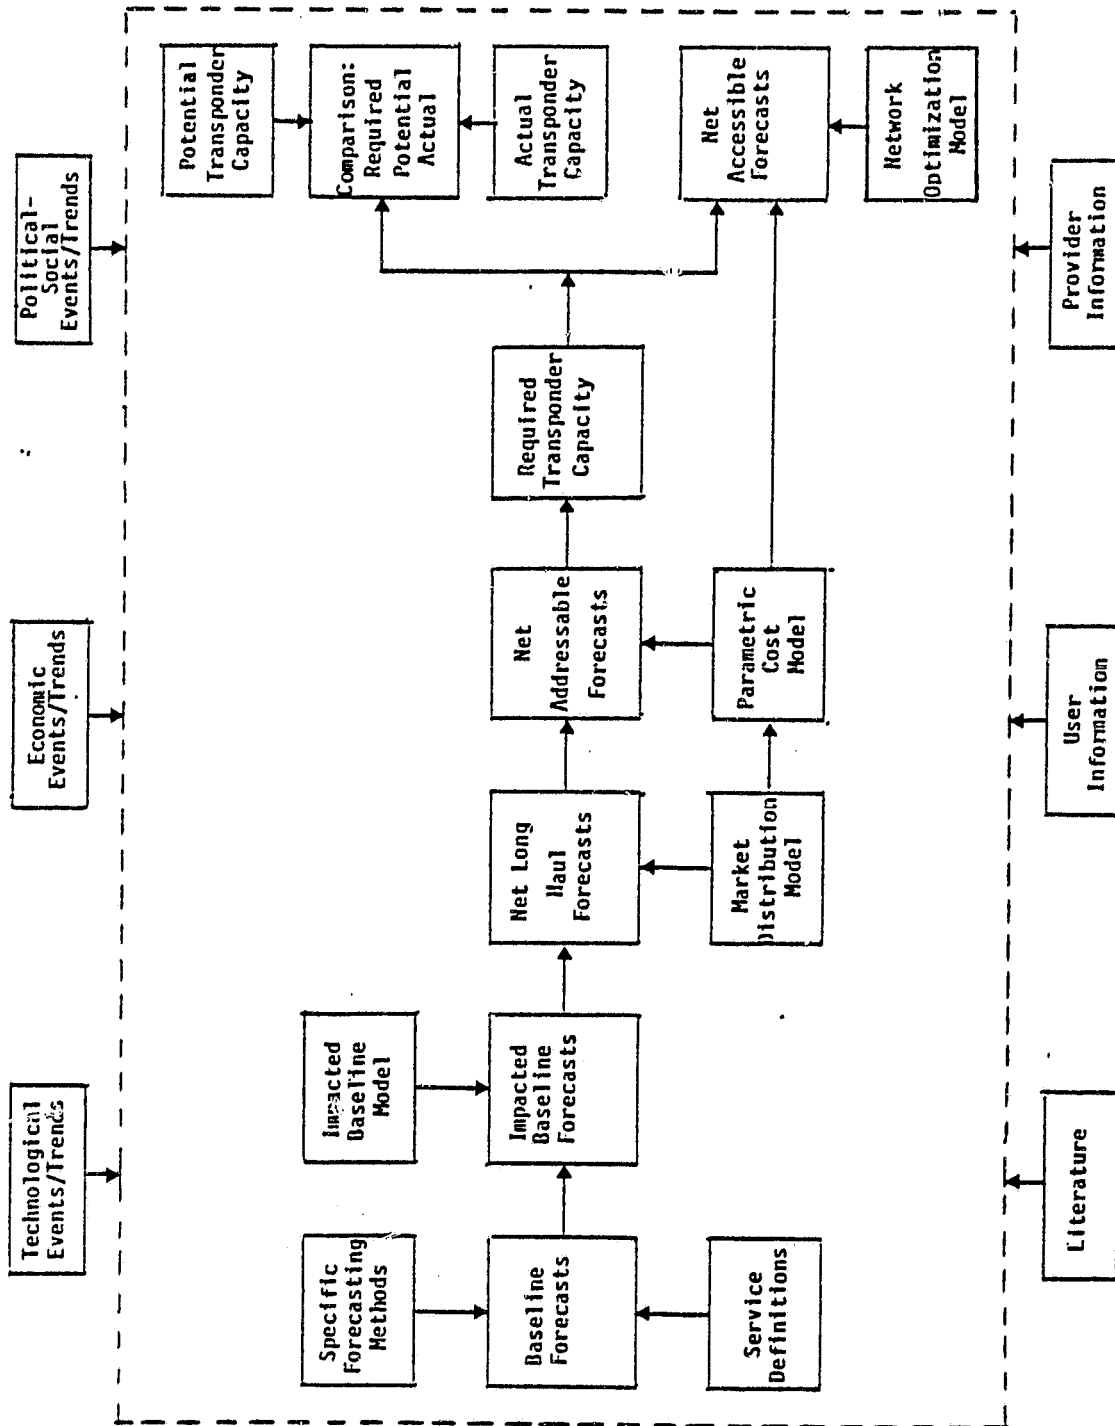 Technological
Events/Trends
Economic
Events/Trends
Political-
Social
Events/Trends
Specific
Forecasting
Methods
Baseline
Forecasts
Service
Definitions
Impacted
Baseline
Model
Impacted
Baseline
Forecasts
Net Long
Haul
Forecasts
Market
Distribution
Model
Net
Addressable
Forecasts
Parametric
Cost
Model
Required
Transponder
Capacity
Potential
Transponder
Capacity
Comparison:
Required
Potential
Actual
Actual
Transponder
Capacity
Net
Accessible
Forecasts
Network
Optimization
Model
Literature
User
Information
Provider
Information